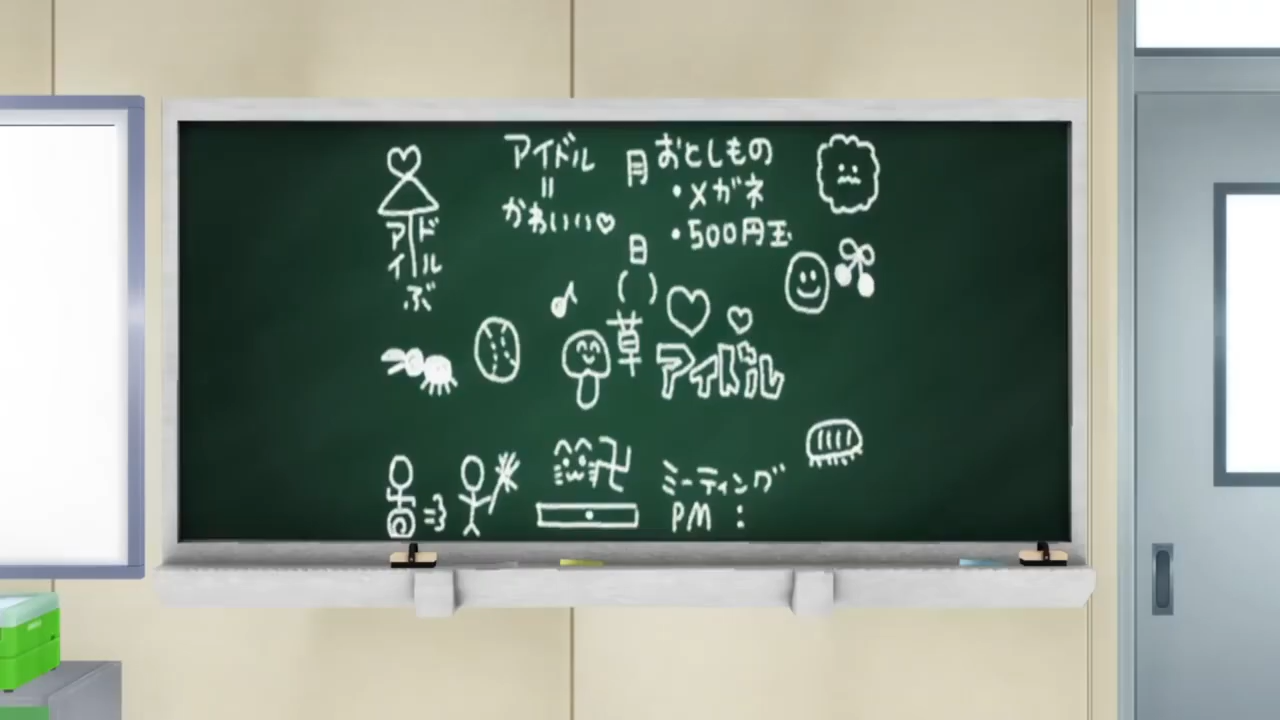 アイドル
ぶ
アイドル
=
かわいい♡
月
日
( )
草
おとしもの
・メガネ
・500円玉
アイドル
卍
ミーティング
PM :